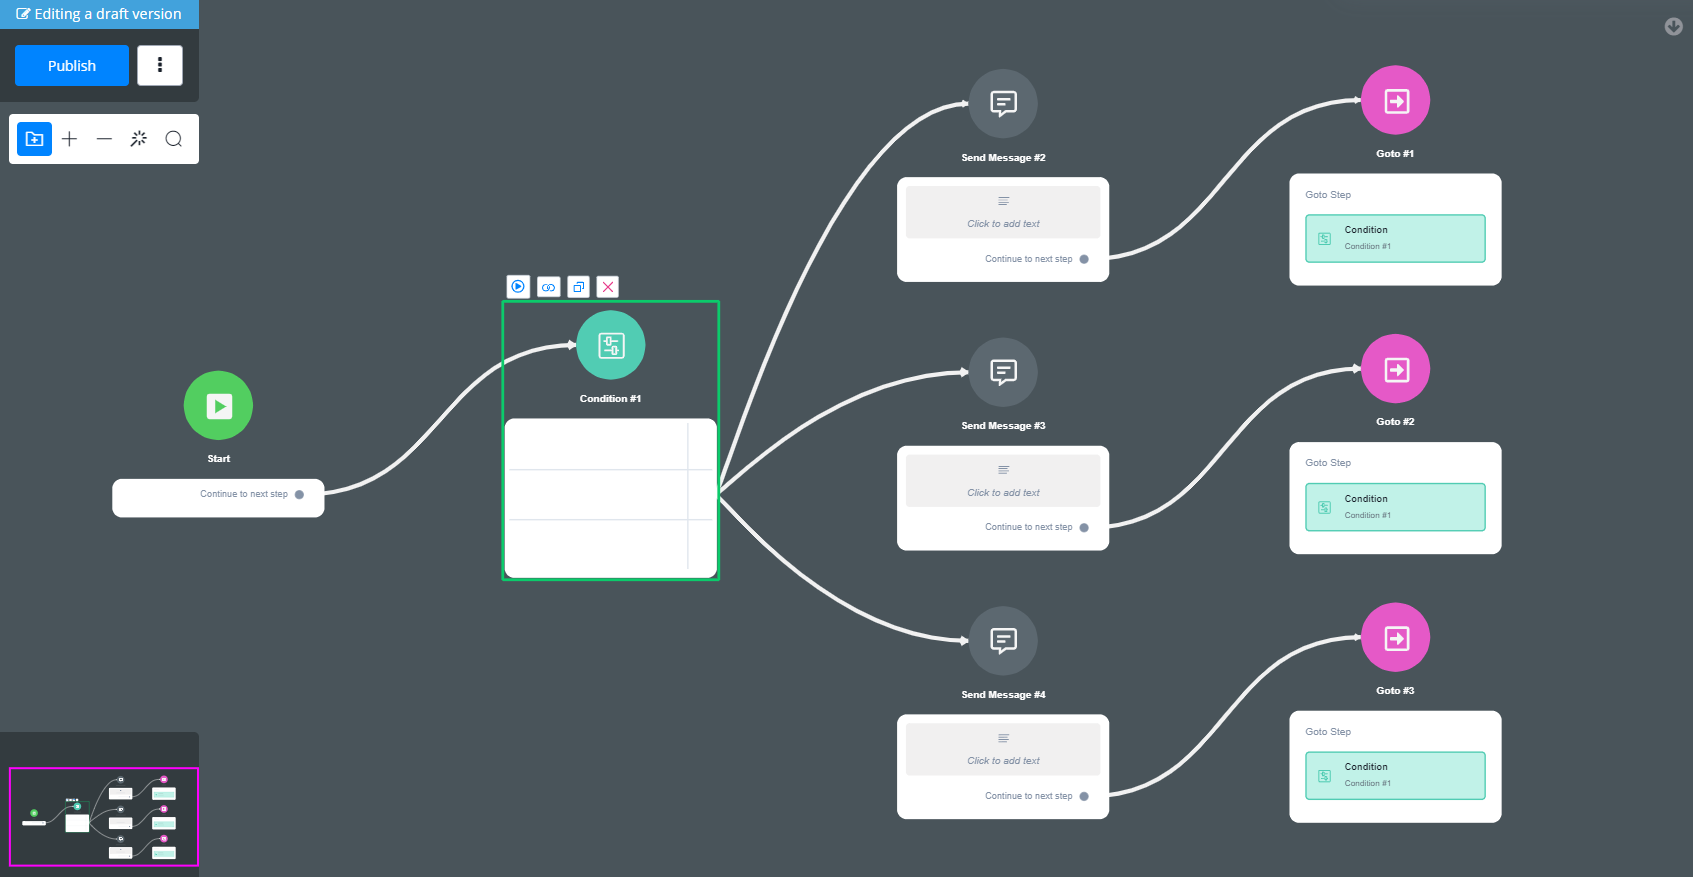 Editing a draft version
Publish
Start
Continue to next step
Condition #1
Send Message #2
Click to add text
Continue to next step
Goto #1
Goto Step
Condition
Condition #1
Send Message #3
Click to add text
Continue to next step
Goto #2
Goto Step
Condition
Condition #1
Send Message #4
Click to add text
Continue to next step
Goto #3
Goto Step
Condition
Condition #1